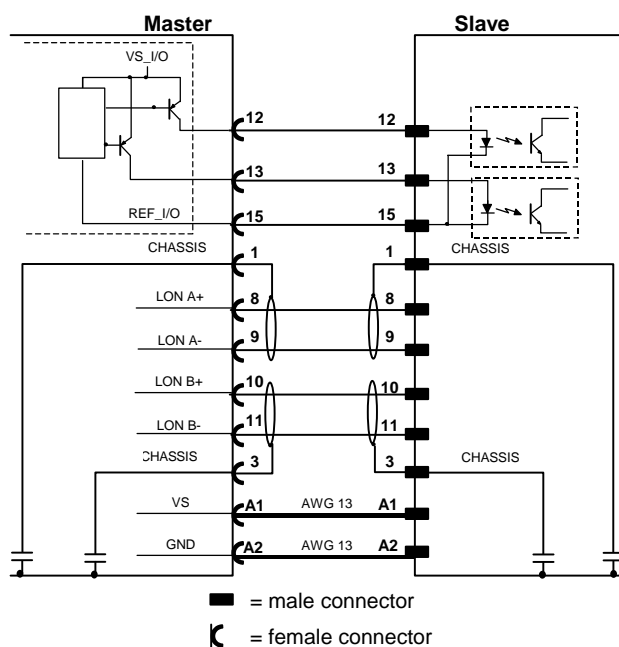 Master Slave
VS_I/O
12 12
13 13
REF_I/O 15 15
CHASSIS 1 1 CHASSIS
LON A+ 8 8
LON A- 9 9
LON B+ 10 10
LON B- 11 11
CHASSIS 3 3 CHASSIS
VS A1 AWG 13 A1
GND A2 AWG 13 A2
= male connector
= female connector